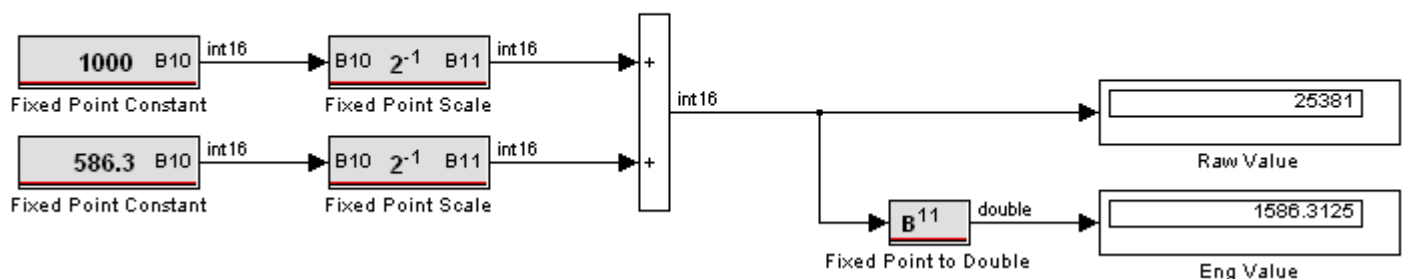 1000 B10 int16 B10 2⁻¹ B11 int16 +
Fixed Point Constant Fixed Point Scale
int16
25381
Raw Value
586.3 B10 int16 B10 2⁻¹ B11 int16 +
Fixed Point Constant Fixed Point Scale
B¹¹ double 1586.3125
Fixed Point to Double Eng Value